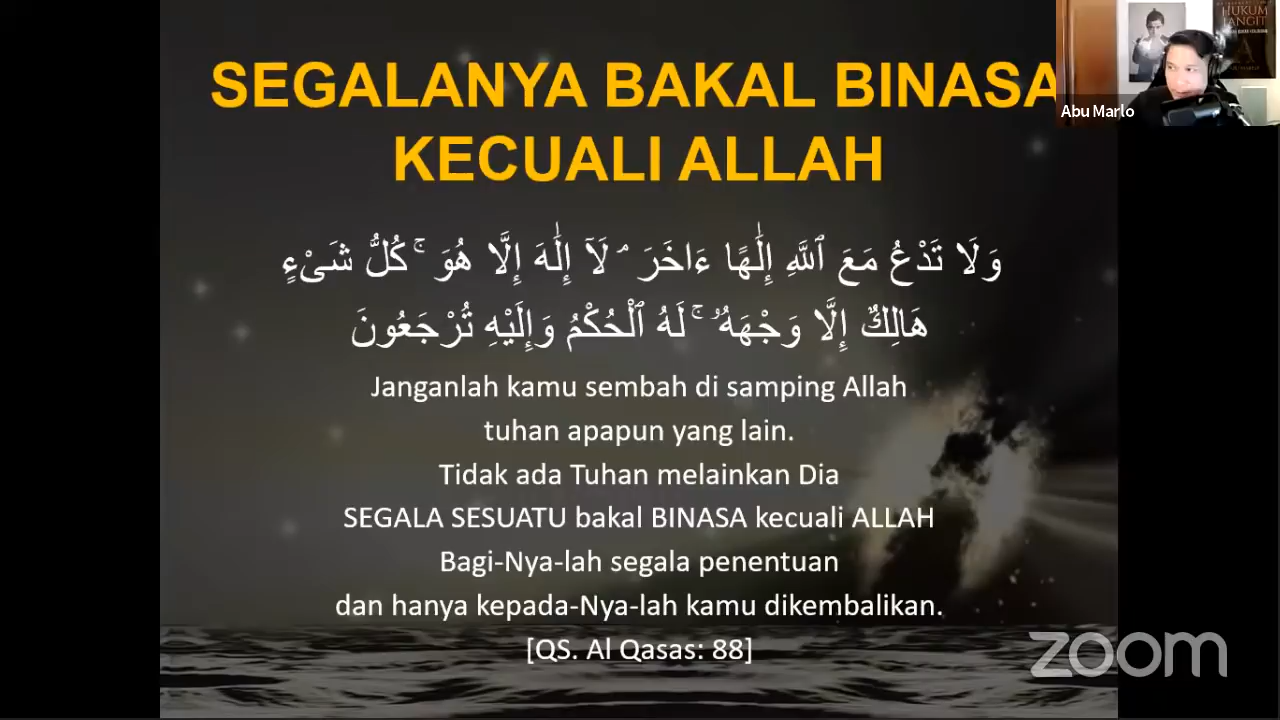 SEGALANYA BAKAL BINASA
KECUALI ALLAH
وَلَا تَدْعُ مَعَ ٱللَّهِ إِلَٰهًا ءَاخَرَ ۘ لَآ إِلَٰهَ إِلَّا هُوَ ۚ كُلُّ شَىْءٍ
هَالِكٌ إِلَّا وَجْهَهُۥ ۚ لَهُ ٱلْحُكْمُ وَإِلَيْهِ تُرْجَعُونَ
Janganlah kamu sembah di samping Allah
tuhan apapun yang lain.
Tidak ada Tuhan melainkan Dia
SEGALA SESUATU bakal BINASA kecuali ALLAH
Bagi-Nya-lah segala penentuan
dan hanya kepada-Nya-lah kamu dikembalikan.
[QS. Al Qasas: 88]
HUKUM
LANGIT
Abu Marlo
zoom